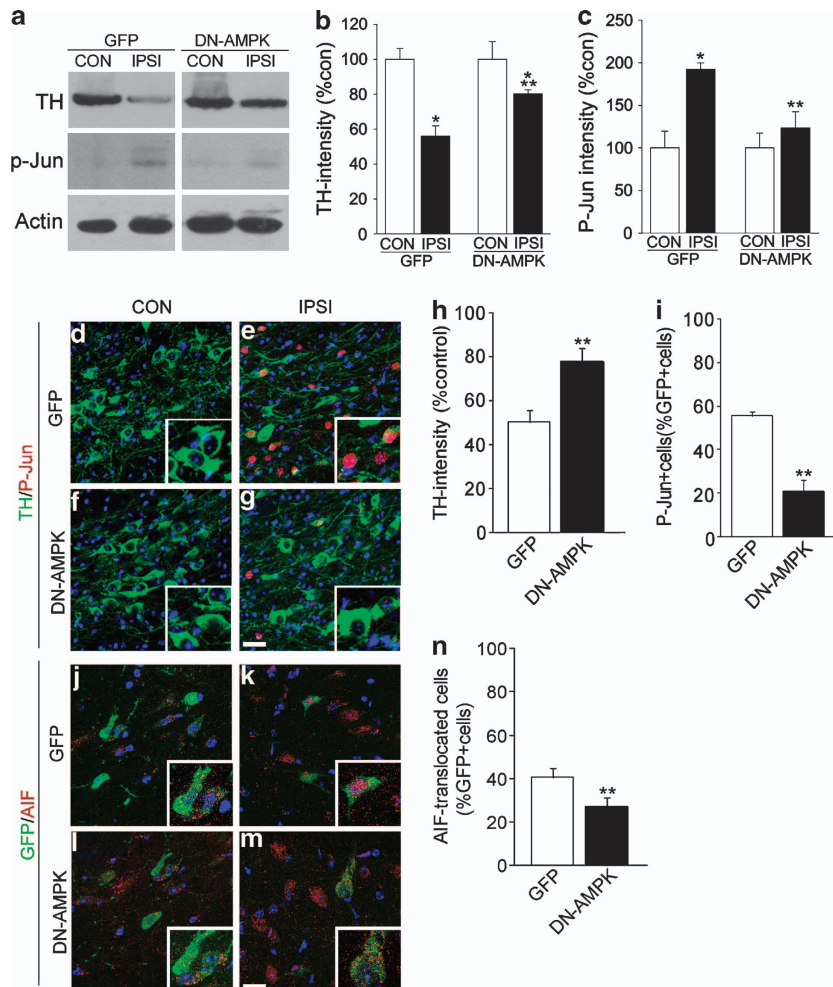 a
GFP DN-AMPK
CON IPSI CON IPSI
TH
p-Jun
Actin
b
TH-intensity (%con)
120
100
80
60
40
20
0
*
*
**
CON IPSI CON IPSI
GFP DN-AMPK
c
P-Jun intensity (%con)
250
200
150
100
50
0
*
**
CON IPSI CON IPSI
GFP DN-AMPK
CON IPSI
TH/P-Jun
GFP
d e
DN-AMPK
f g
GFP/AIF
GFP
j k
DN-AMPK
l m
h
TH-intensity (%control)
100
80
60
40
20
0
**
GFP
DN-AMPK
i
P-Jun+cells(%GFP+cells)
100
80
60
40
20
0
**
GFP
DN-AMPK
n
AIF-translocated cells
(%GFP+cells)
100
80
60
40
20
0
**
GFP
DN-AMPK